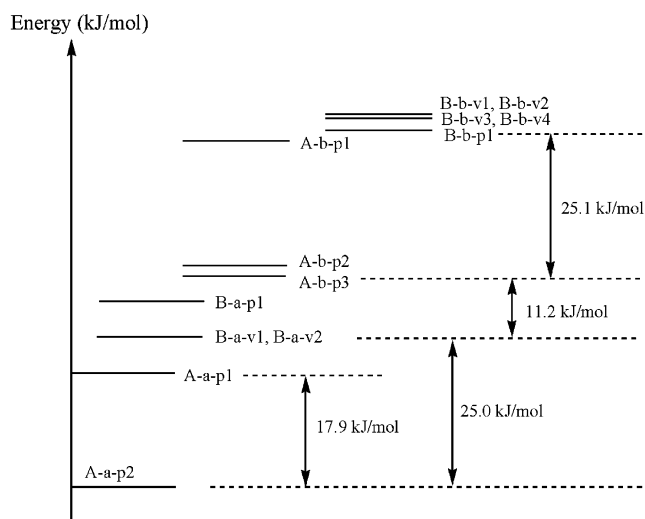 Energy (kJ/mol)
B-b-v1, B-b-v2
B-b-v3, B-b-v4
B-b-p1
A-b-p1
25.1 kJ/mol
A-b-p2
A-b-p3
B-a-p1
11.2 kJ/mol
B-a-v1, B-a-v2
A-a-p1
25.0 kJ/mol
17.9 kJ/mol
A-a-p2